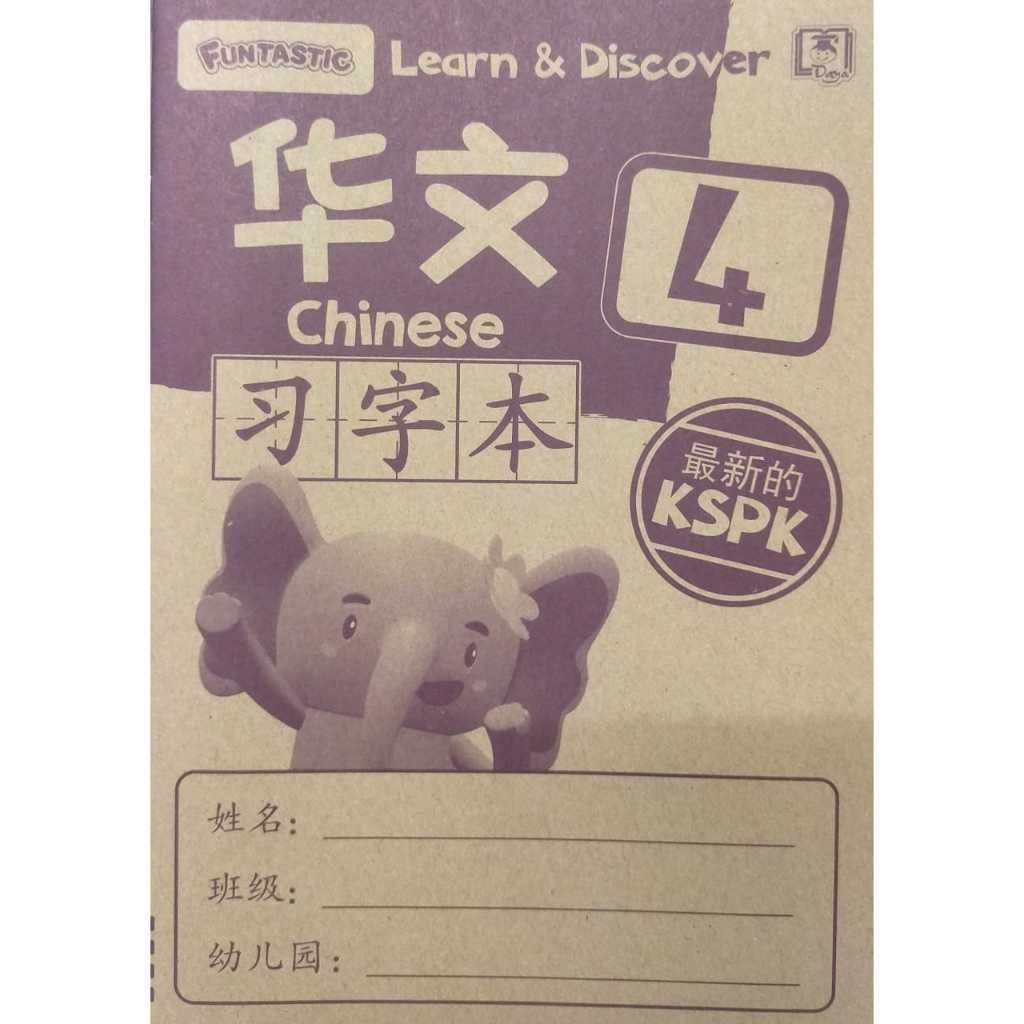 FUNTASTIC Learn & Discover Daya
华文
4
Chinese
习字本
最新的
KSPK
姓名:
班级:
幼儿园: